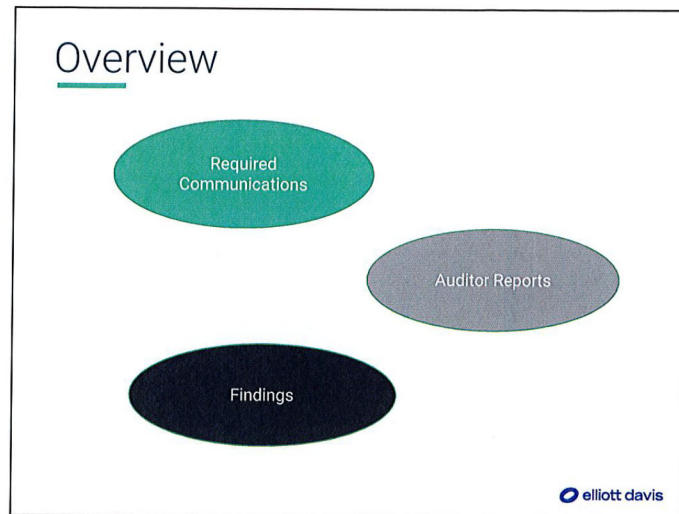 Overview
Required
Communications
Auditor Reports
Findings
elliott davis